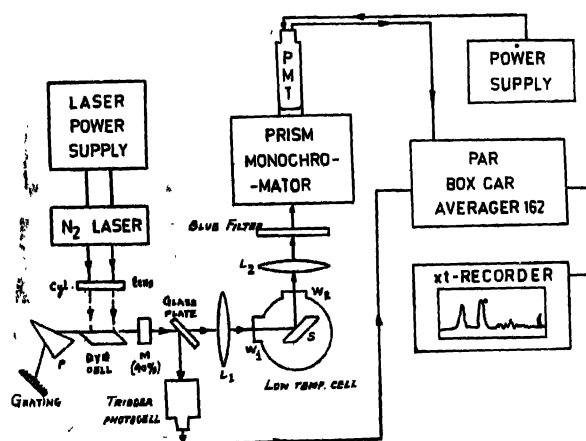 LASER
POWER
SUPPLY
N2 LASER
Cyl. lens
P
GRATING
DYE
CELL
M
(40%)
GLASS
PLATE
TRIGGER
PHOTOCELL
L1
W1
W2
S
LOW TEMP. CELL
L2
BLUE FILTER
PRISM
MONOCHRO-
-MATOR
PMT
POWER
SUPPLY
PAR
BOX CAR
AVERAGER 162
xt-RECORDER